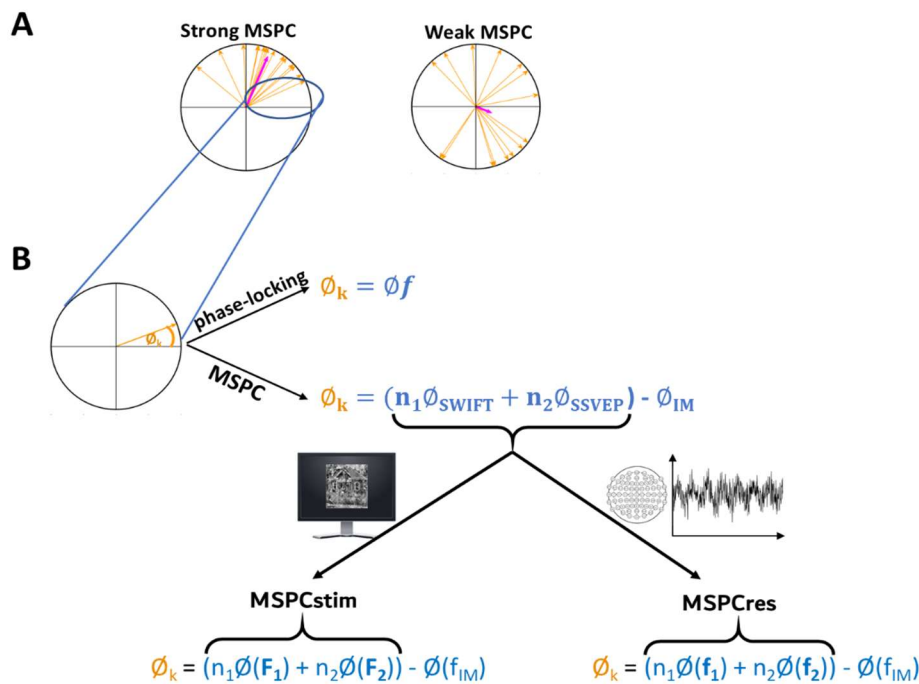 A
Strong MSPC
Weak MSPC
B
phase-locking
Ø𝐤 = Øf
Øk
MSPC
Øk = (n₁ØSWIFT + n₂ØSSVEP) - ØIM
MSPCstim
MSPCres
Øk = (n₁Ø(F₁) + n₂Ø(F₂)) - Ø(fIM)
Øk = (n₁Ø(f₁) + n₂Ø(f₂)) - Ø(fIM)